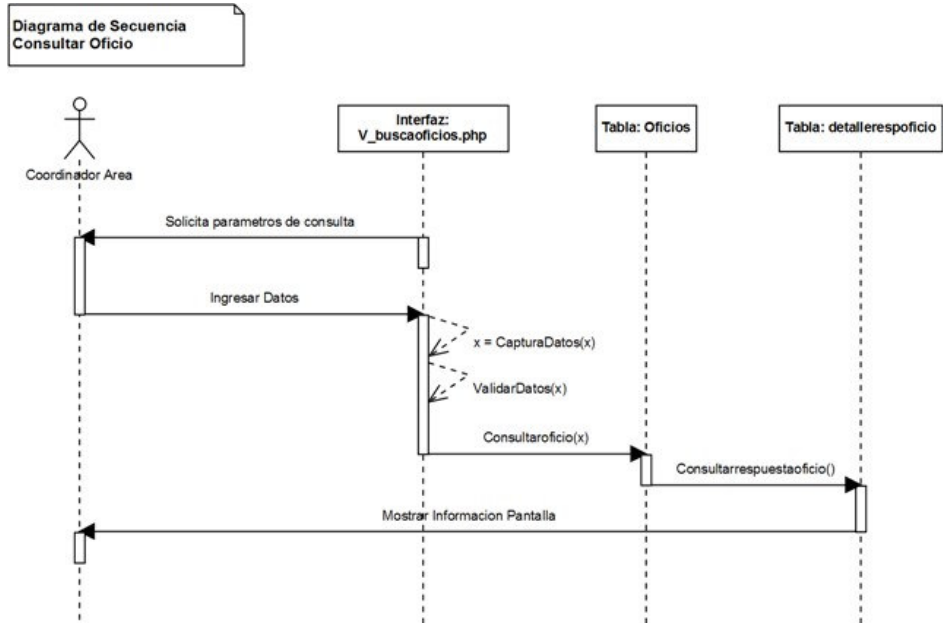 Diagrama de Secuencia
Consultar Oficio
Coordinador Area
Interfaz:
V_buscaoficios.php
Tabla: Oficios
Tabla: detallerespoficio
Solicita parametros de consulta
Ingresar Datos
x = CapturaDatos(x)
ValidarDatos(x)
Consultaroficio(x)
Consultarrespuestaoficio()
Mostrar Informacion Pantalla